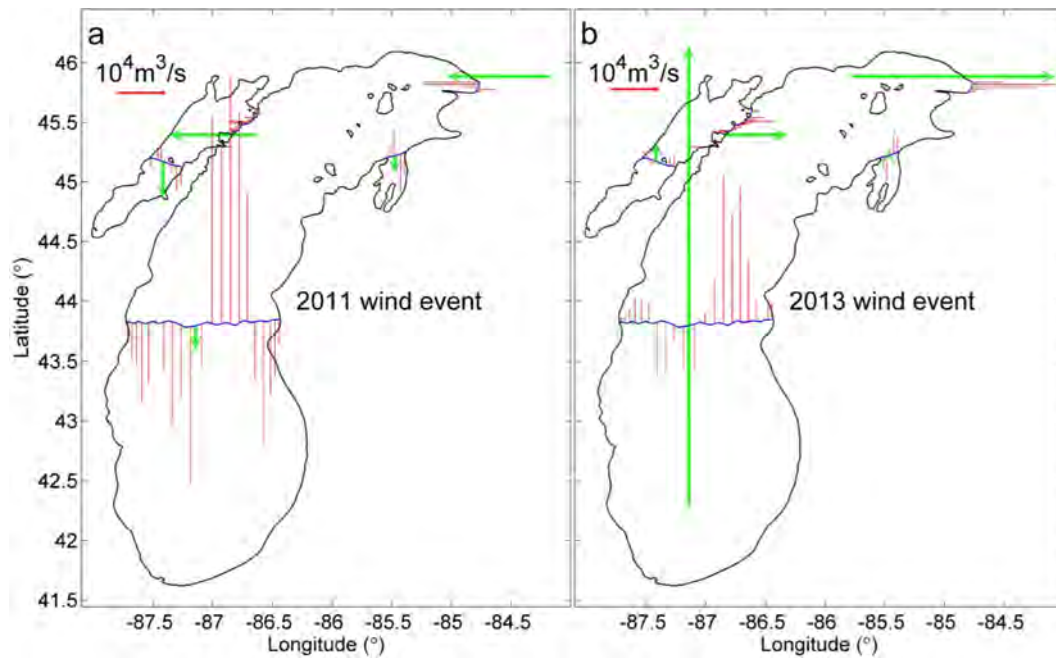 a
10⁴m³/s
2011 wind event
b
10⁴m³/s
2013 wind event
Latitude (°)
46
45.5
45
44.5
44
43.5
43
42.5
42
41.5
-87.5 -87 -86.5 -86 -85.5 -85 -84.5
Longitude (°)
-87.5 -87 -86.5 -86 -85.5 -85 -84.5
Longitude (°)